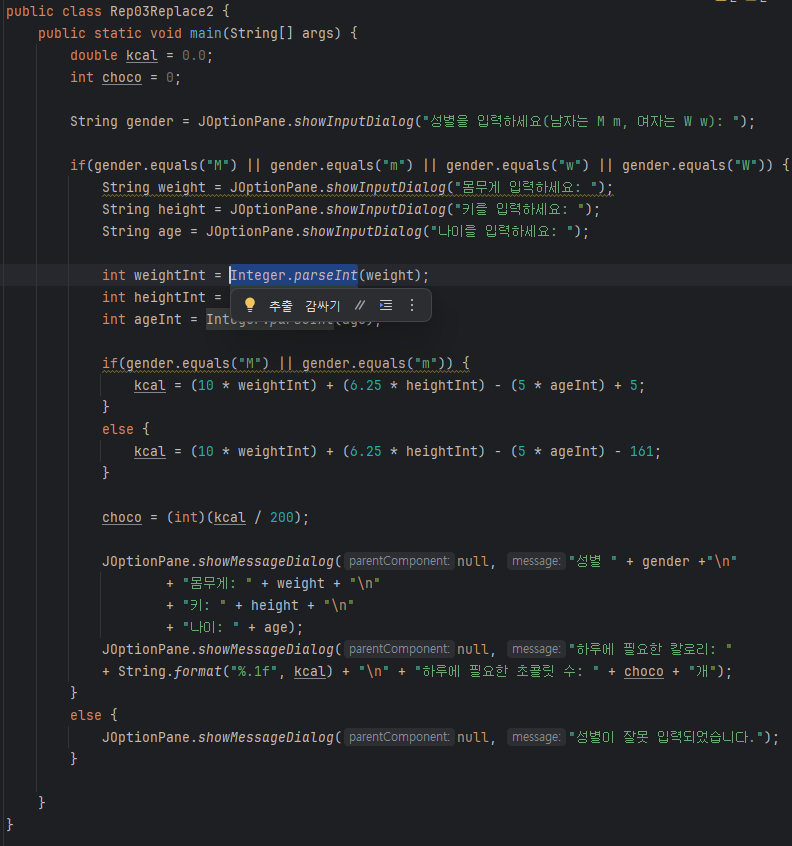 public class Rep03Replace2 {
public static void main(String[] args) {
double kcal = 0.0;
int choco = 0;
String gender = JOptionPane.showInputDialog("성별을 입력하세요(남자는 M m, 여자는 W w): ");
if(gender.equals("M") || gender.equals("m") || gender.equals("w") || gender.equals("W")) {
String weight = JOptionPane.showInputDialog("몸무게 입력하세요: ");
String height = JOptionPane.showInputDialog("키를 입력하세요: ");
String age = JOptionPane.showInputDialog("나이를 입력하세요: ");
int weightInt = Integer.parseInt(weight);
int heightInt =
추출 감싸기 //
int ageInt = Integer.parseInt(age);
if(gender.equals("M") || gender.equals("m")) {
kcal = (10 * weightInt) + (6.25 * heightInt) - (5 * ageInt) + 5;
}
else {
kcal = (10 * weightInt) + (6.25 * heightInt) - (5 * ageInt) - 161;
}
choco = (int)(kcal / 200);
JOptionPane.showMessageDialog( parentComponent: null, message: "성별 " + gender +"\n"
+ "몸무게: " + weight + "\n"
+ "키: " + height + "\n"
+ "나이: " + age);
JOptionPane.showMessageDialog( parentComponent: null, message: "하루에 필요한 칼로리: "
+ String.format("%.1f", kcal) + "\n" + "하루에 필요한 초콜릿 수: " + choco + "개");
}
else {
JOptionPane.showMessageDialog( parentComponent: null, message: "성별이 잘못 입력되었습니다.");
}
}
}